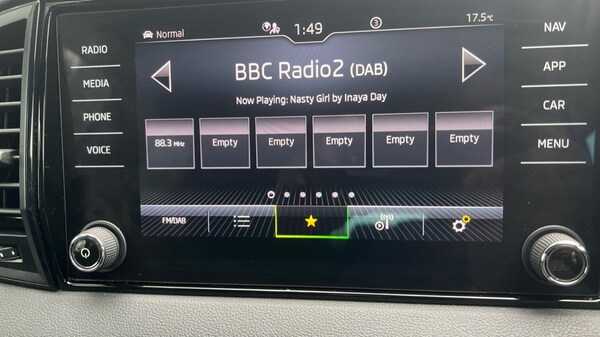 Normal
1:49
3
17.5°C
RADIO
MEDIA
PHONE
VOICE
BBC Radio2 (DAB)
Now Playing: Nasty Girl by Inaya Day
88.3 MHz
Empty
Empty
Empty
Empty
Empty
FM/DAB
NAV
APP
CAR
MENU